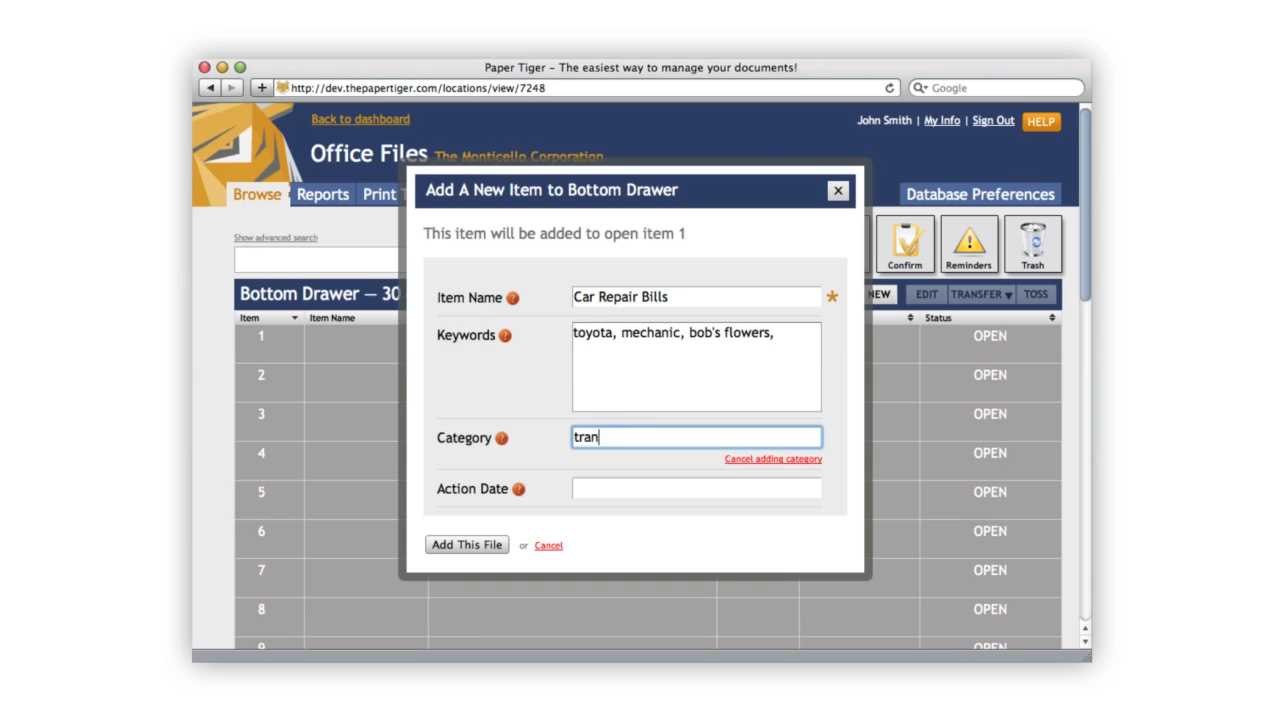 Paper Tiger – The easiest way to manage your documents!
http://dev.thepapertiger.com/locations/view/7248
Google
Back to dashboard
John Smith | My Info | Sign Out HELP
Office Files The Monticello Corporation
Browse Reports Print
Database Preferences
Add A New Item to Bottom Drawer x
This item will be added to open item 1
Show advanced search
Confirm Reminders Trash
Bottom Drawer — 30
NEW EDIT TRANSFER TOSS
Item Item Name Status
Item Name ? Car Repair Bills *
Keywords ? toyota, mechanic, bob's flowers,
Category ? tran
Cancel adding category
Action Date ?
Add This File or Cancel
1 OPEN
2 OPEN
3 OPEN
4 OPEN
5 OPEN
6 OPEN
7 OPEN
8 OPEN
9 OPEN